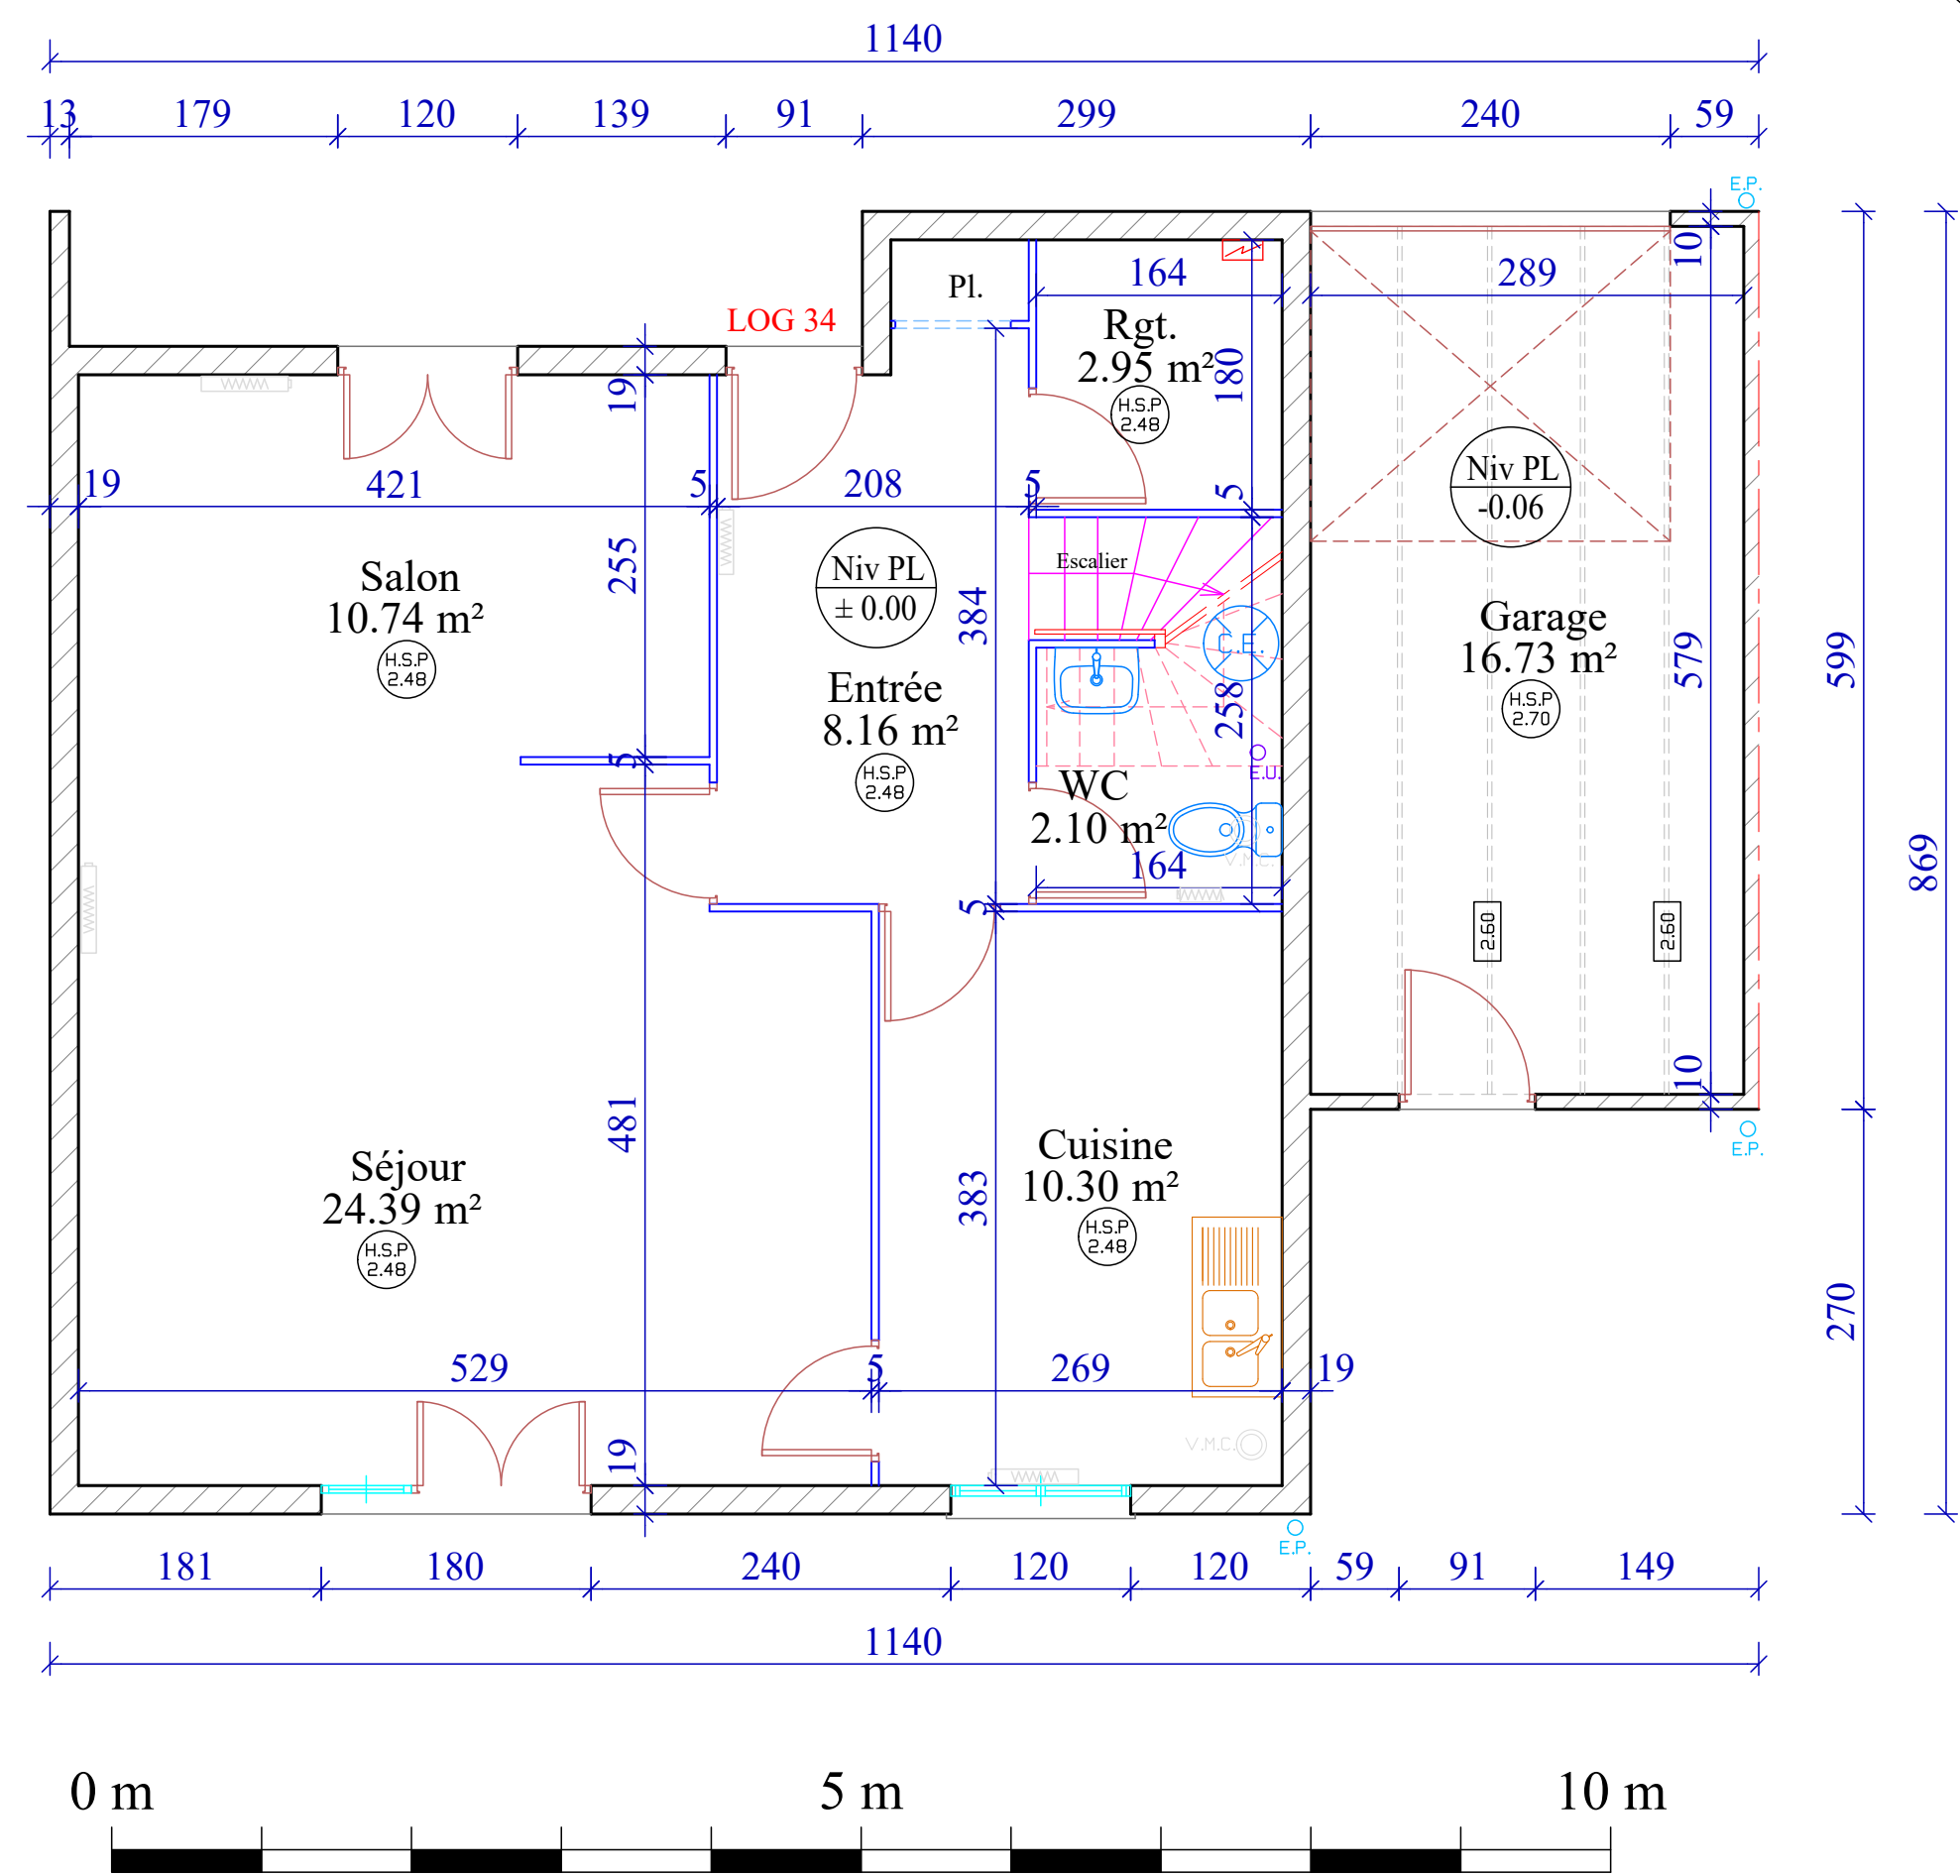 1140
13 179 120 139 91 299 240 59
E.P.
10
Pl.
164
289
LOG 34
Rgt.
2.95 m²
180
19
H.S.P
2.48
19 421 5 208 5 5
Niv PL
-0.06
255
Salon
10.74 m²
H.S.P
2.48
Niv PL
± 0.00
384
Escalier
C.E.
Garage
16.73 m²
H.S.P
2.70
579
599
Entrée
8.16 m²
H.S.P
2.48
258
E.U.
5
WC
2.10 m²
V.M.C.
164
869
5
2.60
2.60
10
481
Séjour
24.39 m²
H.S.P
2.48
383
Cuisine
10.30 m²
H.S.P
2.48
E.P.
270
529 5 269 19
19
V.M.C.
E.P.
181 180 240 120 120 59 91 149
1140
0 m 5 m 10 m